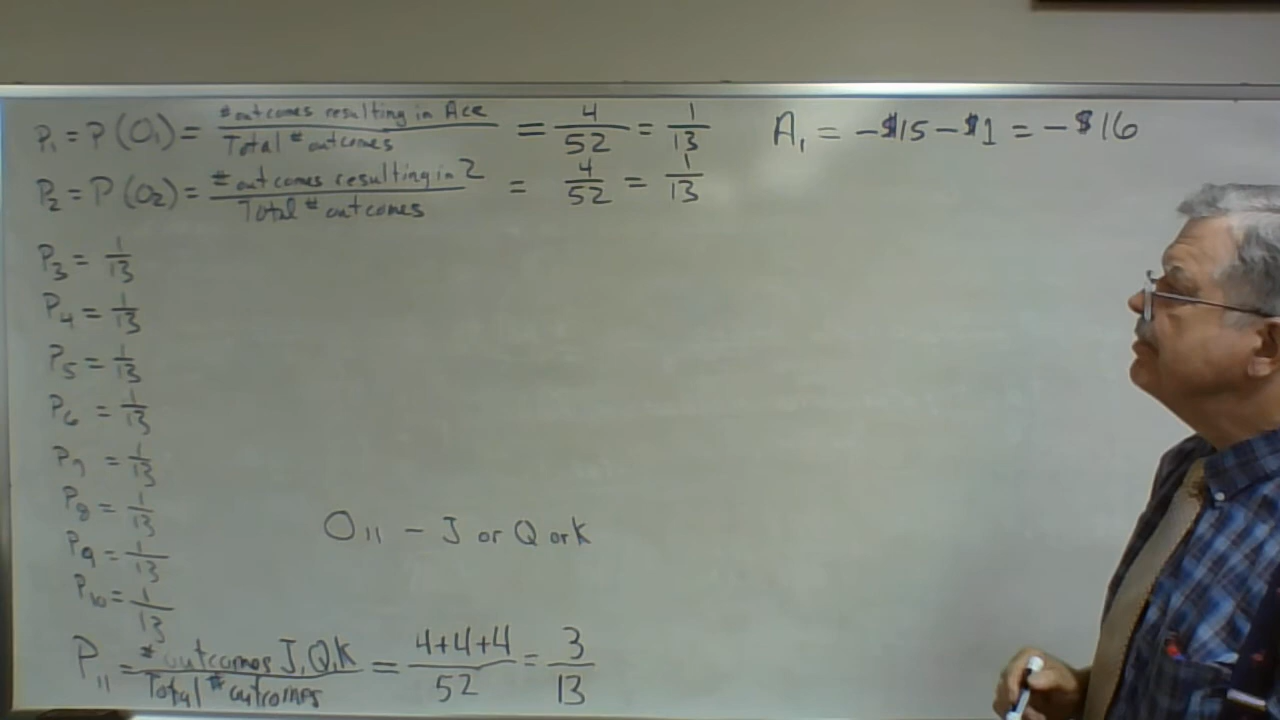 P₁ = P(O₁) = # outcomes resulting in Ace / Total # outcomes = 4/52 = 1/13
A₁ = -$15 - $1 = -$16
P₂ = P(O₂) = # outcomes resulting in 2 / Total # outcomes = 4/52 = 1/13
P₃ = 1/13
P₄ = 1/13
P₅ = 1/13
P₆ = 1/13
P₇ = 1/13
P₈ = 1/13
P₉ = 1/13
P₁₀ = 1/13
O₁₁ - J or Q or K
P₁₁ = # outcomes J, Q, K / Total # outcomes = 4+4+4/52 = 3/13